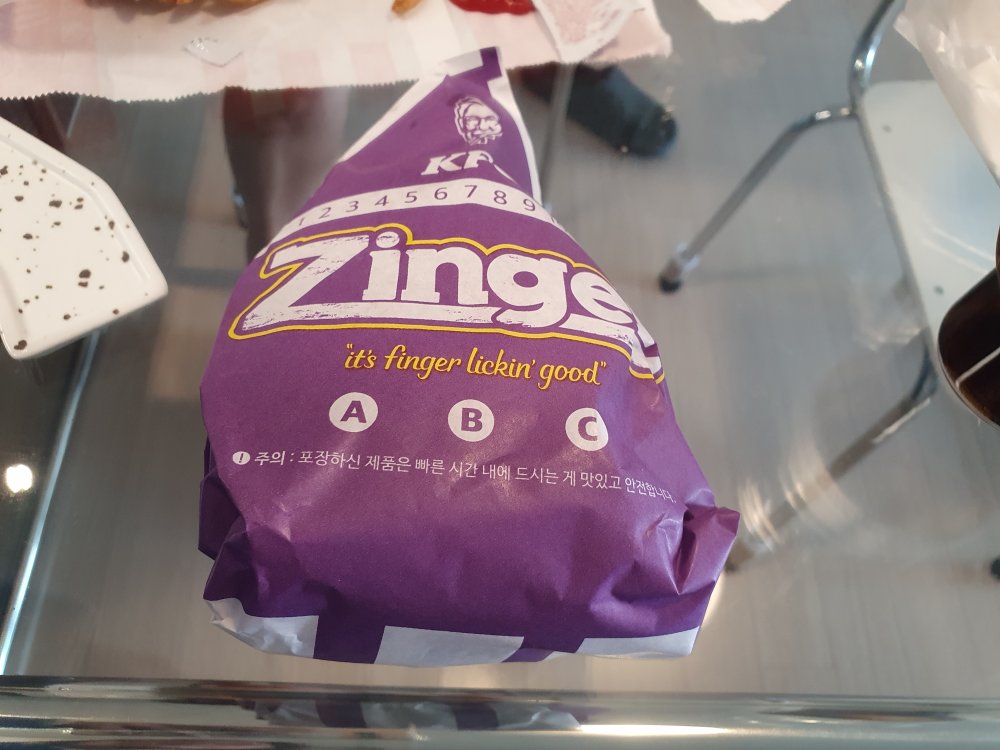 KF
1 2 3 4 5 6 7 8 9
Zinger
"it's finger lickin' good"
A B C
! 주의 : 포장하신 제품은 빠른 시간 내에 드시는 게 맛있고 안전합니다.